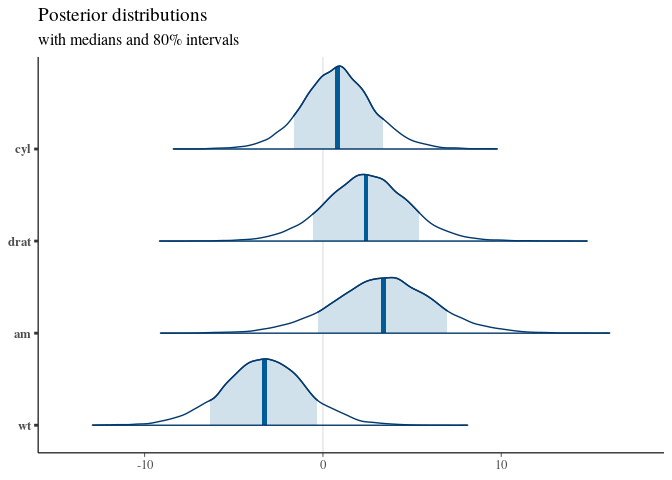 Posterior distributions
with medians and 80% intervals
cyl
drat
am
wt
-10 0 10